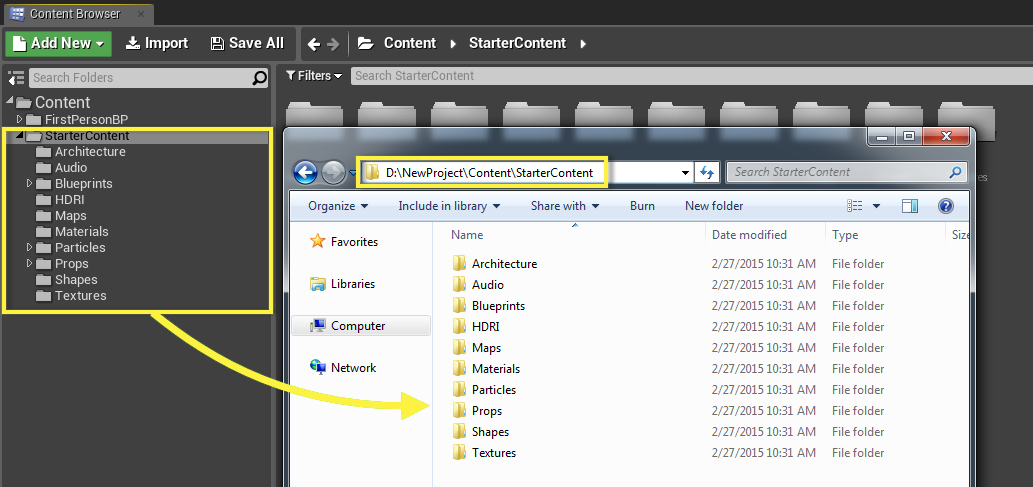 Content Browser
Add New Import Save All Content StarterContent
Search Folders
Filters Search StarterContent
Content
FirstPersonBP
StarterContent
Architecture
Audio
Blueprints
HDRI
Maps
Materials
Particles
Props
Shapes
Textures
D:\NewProject\Content\StarterContent
Search StarterContent
Organize Include in library Share with Burn New folder
Favorites
Libraries
Computer
Network
Name Date modified Type Size
Architecture 2/27/2015 10:31 AM File folder
Audio 2/27/2015 10:31 AM File folder
Blueprints 2/27/2015 10:31 AM File folder
HDRI 2/27/2015 10:31 AM File folder
Maps 2/27/2015 10:31 AM File folder
Materials 2/27/2015 10:31 AM File folder
Particles 2/27/2015 10:31 AM File folder
Props 2/27/2015 10:31 AM File folder
Shapes 2/27/2015 10:31 AM File folder
Textures 2/27/2015 10:31 AM File folder